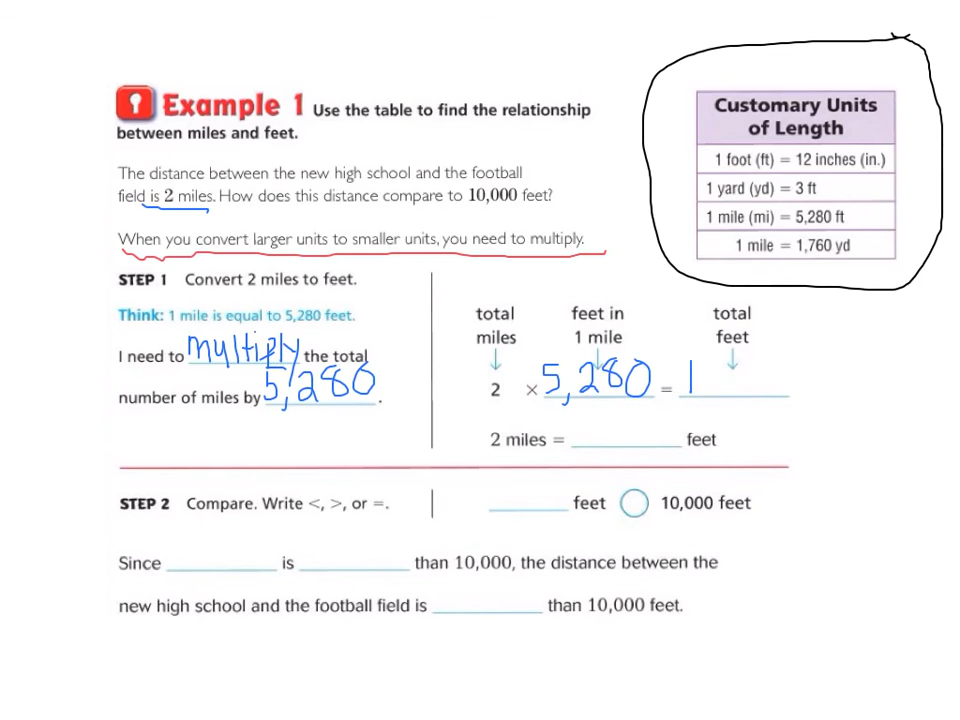 Example 1 Use the table to find the relationship
between miles and feet.
The distance between the new high school and the football
field is 2 miles. How does this distance compare to 10,000 feet?
When you convert larger units to smaller units, you need to multiply.
Customary Units
of Length
1 foot (ft) = 12 inches (in.)
1 yard (yd) = 3 ft
1 mile (mi) = 5,280 ft
1 mile = 1,760 yd
STEP 1 Convert 2 miles to feet.
Think: 1 mile is equal to 5,280 feet.
I need to multiply the total
number of miles by 5,280.
total feet in total
miles 1 mile feet
2 × 5,280 = 1
2 miles = ____________ feet
STEP 2 Compare. Write <, >, or =.
________ feet ◯ 10,000 feet
Since ____________ is ____________ than 10,000, the distance between the
new high school and the football field is ____________ than 10,000 feet.